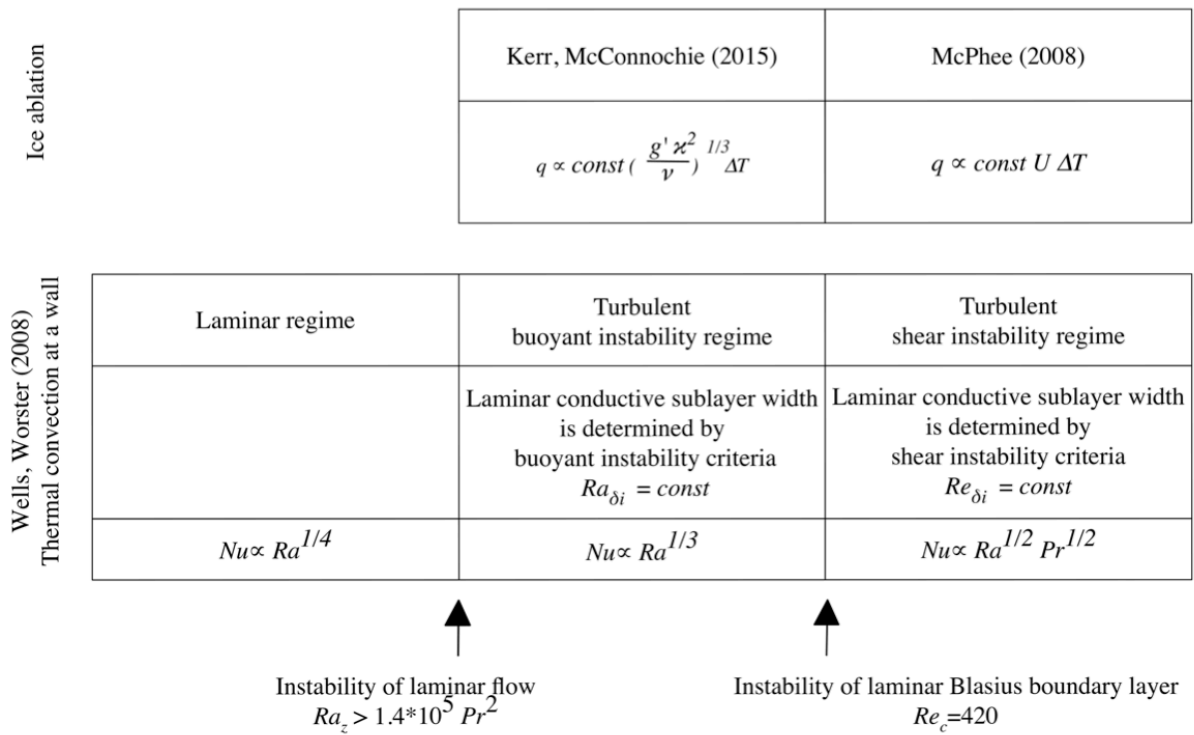 Ice ablation
Kerr, McConnochie (2015)
McPhee (2008)
q ∝ const ( g' ϰ² / ν ) ^1/3 ΔT
q ∝ const U ΔT
Wells, Worster (2008)
Thermal convection at a wall
Laminar regime
Turbulent
buoyant instability regime
Turbulent
shear instability regime
Laminar conductive sublayer width
is determined by
buoyant instability criteria
Ra_δi = const
Laminar conductive sublayer width
is determined by
shear instability criteria
Re_δi = const
Nu∝ Ra^1/4
Nu∝ Ra^1/3
Nu∝ Ra^1/2 Pr^1/2
Instability of laminar flow
Ra_z > 1.4*10^5 Pr^2
Instability of laminar Blasius boundary layer
Re_c=420